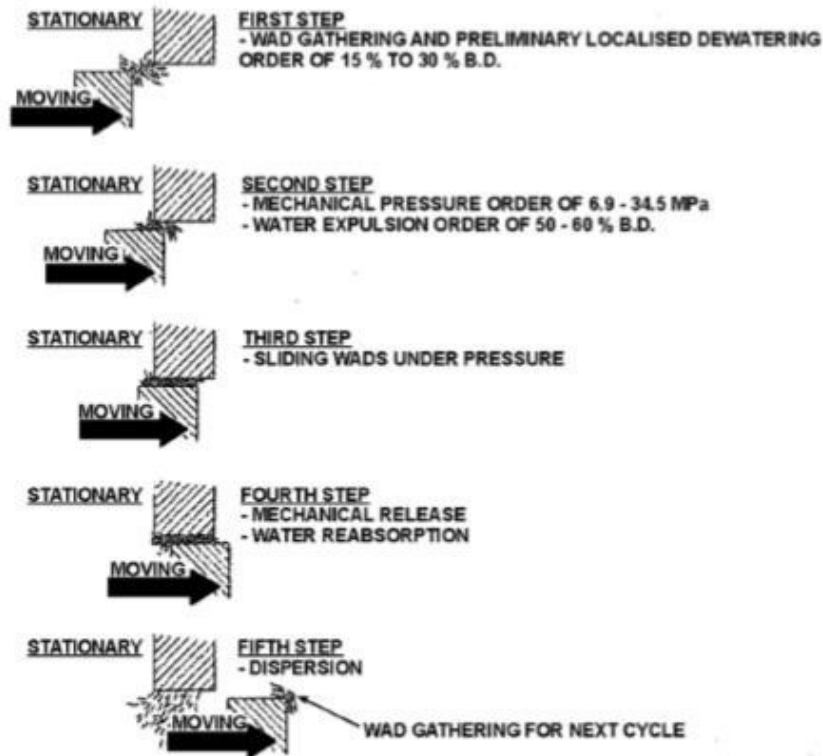 STATIONARY
FIRST STEP
- WAD GATHERING AND PRELIMINARY LOCALISED DEWATERING
ORDER OF 15 % TO 30 % B.D.
MOVING
STATIONARY
SECOND STEP
- MECHANICAL PRESSURE ORDER OF 6.9 - 34.5 MPa
- WATER EXPULSION ORDER OF 50 - 60 % B.D.
MOVING
STATIONARY
THIRD STEP
- SLIDING WADS UNDER PRESSURE
MOVING
STATIONARY
FOURTH STEP
- MECHANICAL RELEASE
- WATER REABSORPTION
MOVING
STATIONARY
FIFTH STEP
- DISPERSION
MOVING
WAD GATHERING FOR NEXT CYCLE